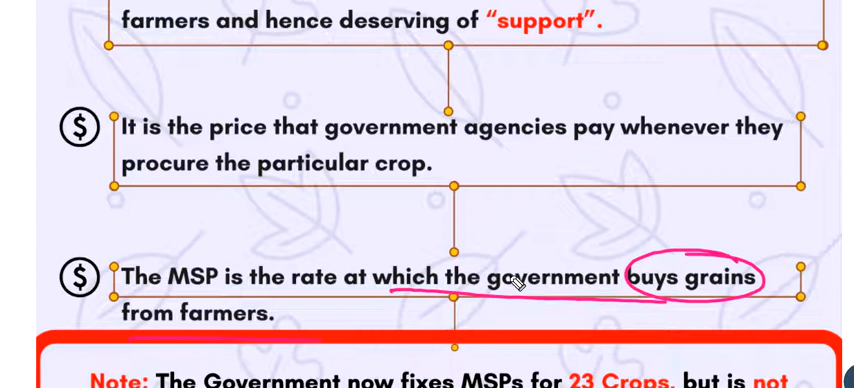 farmers and hence deserving of “support”.
$ It is the price that government agencies pay whenever they
procure the particular crop.
$ The MSP is the rate at which the government buys grains
from farmers.
Note: The Government now fixes MSPs for 23 Crops, but is not